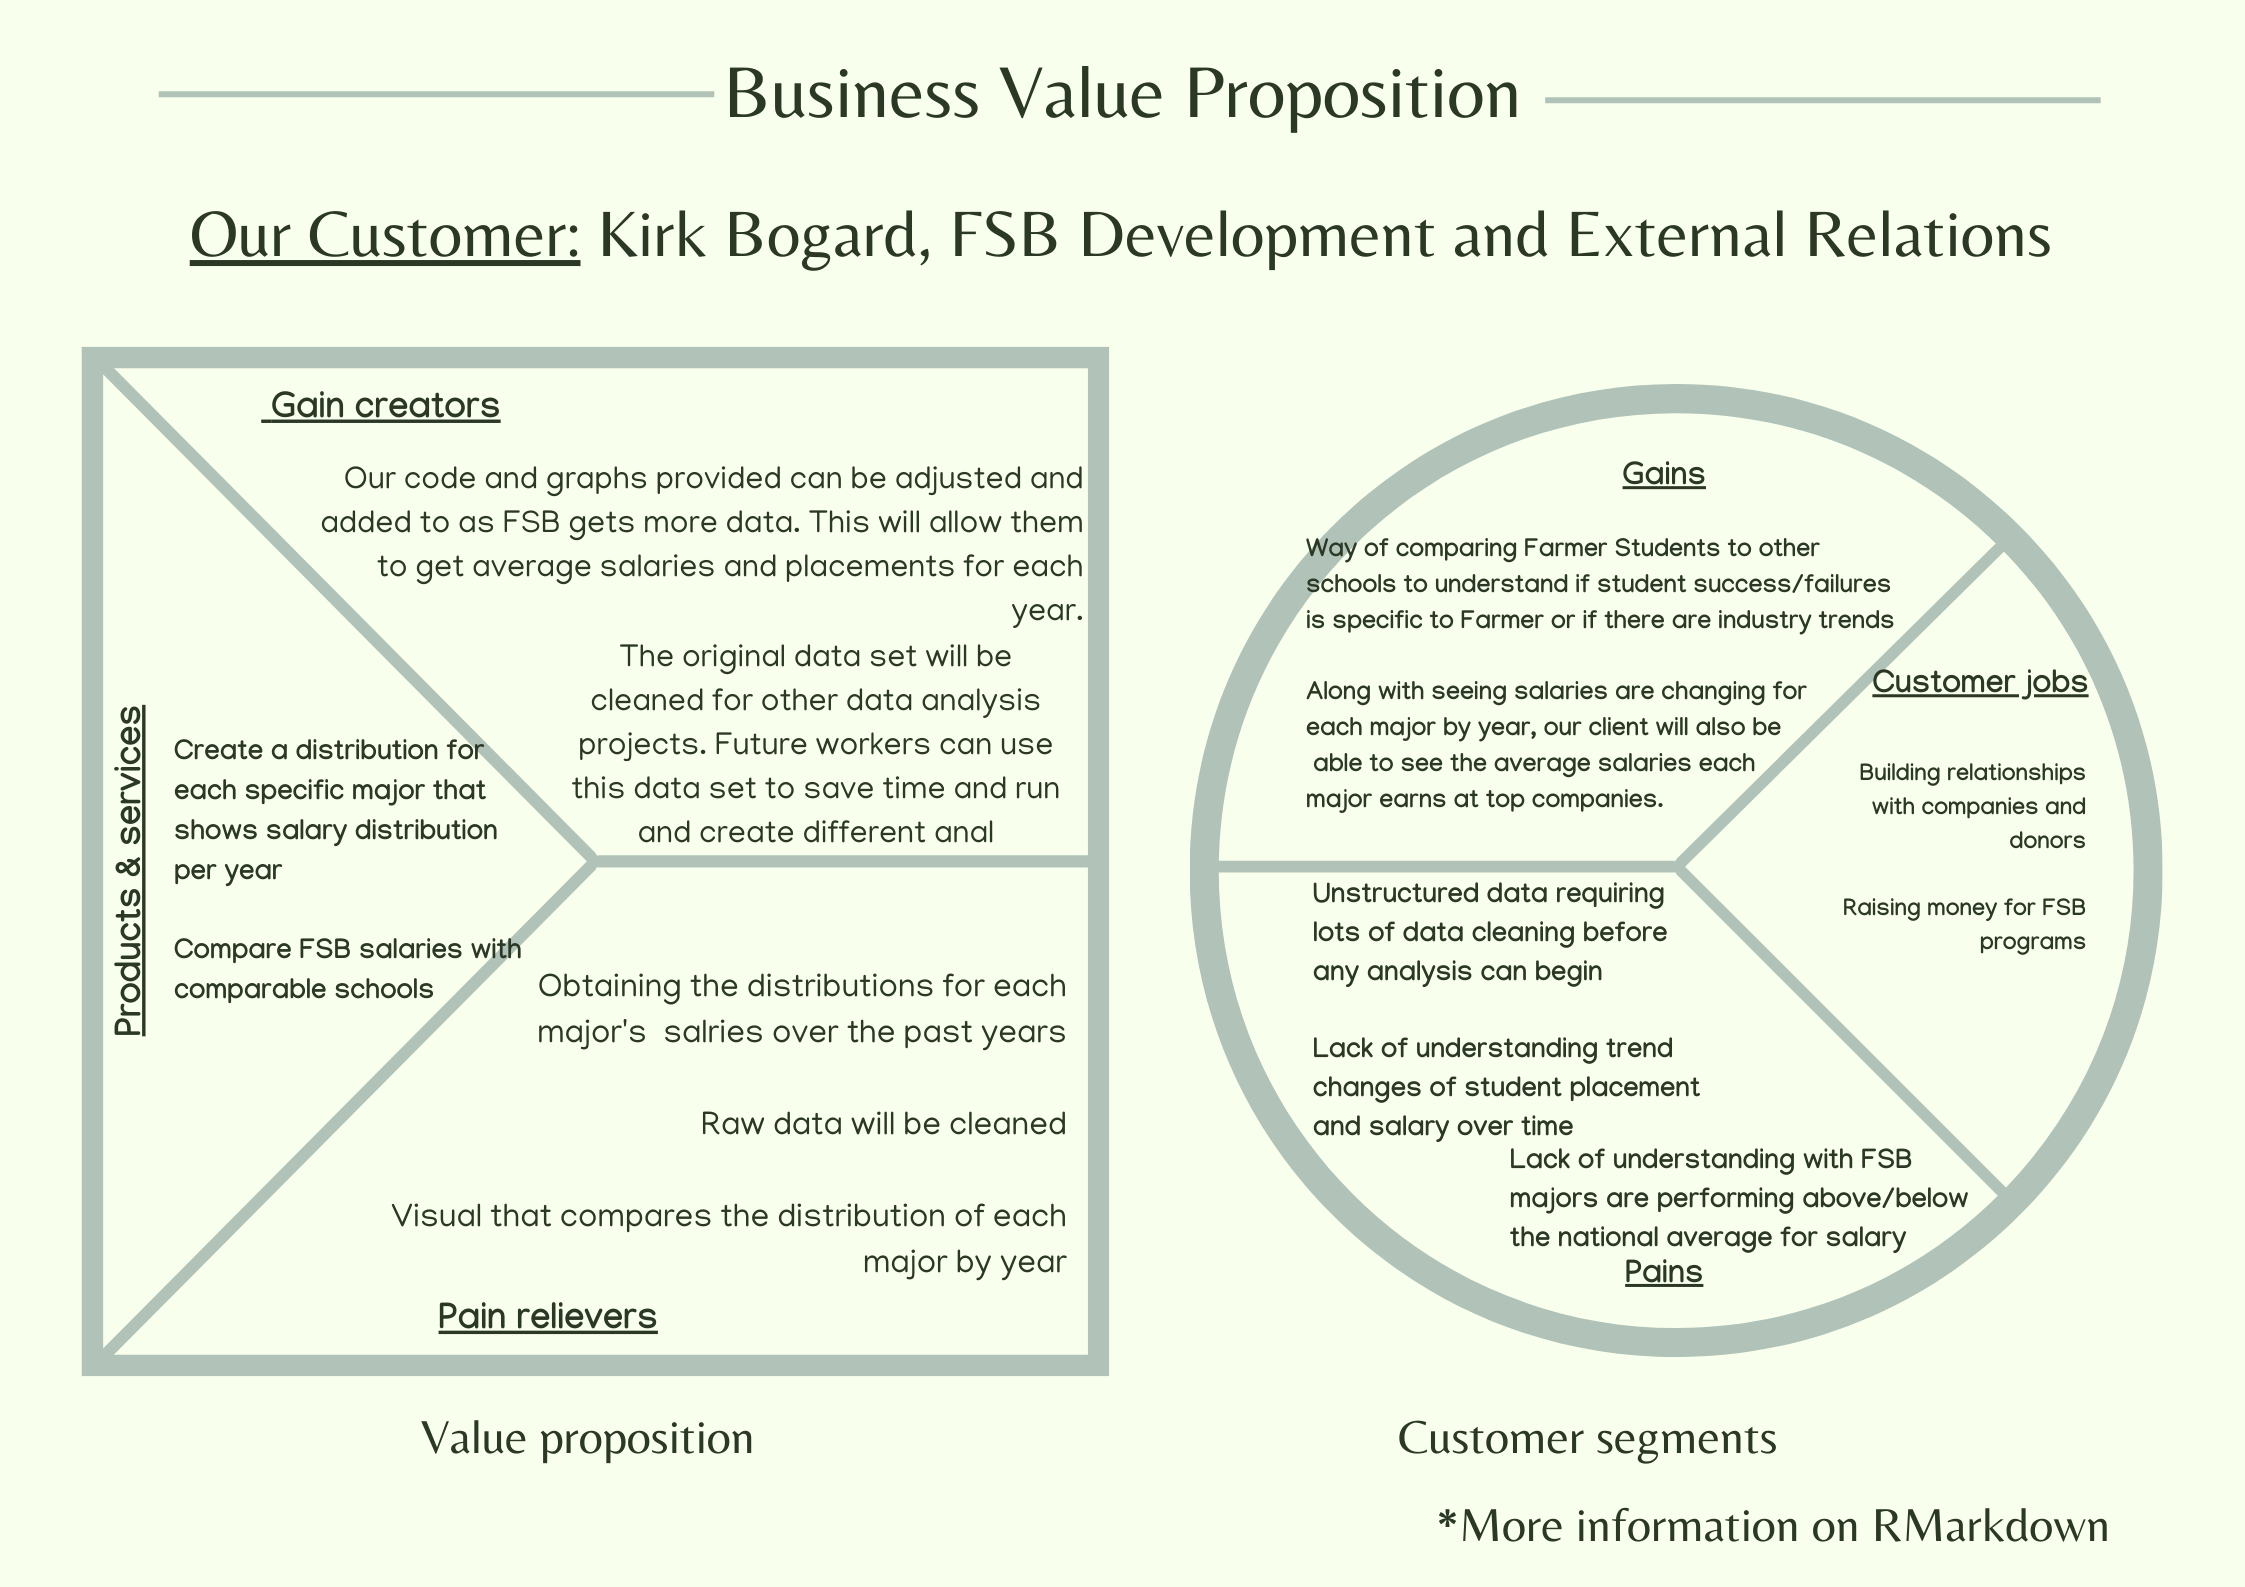 Business Value Proposition
Our Customer: Kirk Bogard, FSB Development and External Relations
Gain creators
Our code and graphs provided can be adjusted and
added to as FSB gets more data. This will allow them
to get average salaries and placements for each
year.
The original data set will be
cleaned for other data analysis
projects. Future workers can use
this data set to save time and run
and create different anal
Products & services
Create a distribution for
each specific major that
shows salary distribution
per year
Compare FSB salaries with
comparable schools
Obtaining the distributions for each
major's  salries over the past years
Raw data will be cleaned
Visual that compares the distribution of each
major by year
Pain relievers
Value proposition
Gains
Way of comparing Farmer Students to other
schools to understand if student success/failures
is specific to Farmer or if there are industry trends
Along with seeing salaries are changing for
each major by year, our client will also be
able to see the average salaries each
major earns at top companies.
Customer jobs
Building relationships
with companies and
donors
Raising money for FSB
programs
Unstructured data requiring
lots of data cleaning before
any analysis can begin
Lack of understanding trend
changes of student placement
and salary over time
Lack of understanding with FSB
majors are performing above/below
the national average for salary
Pains
Customer segments
*More information on RMarkdown